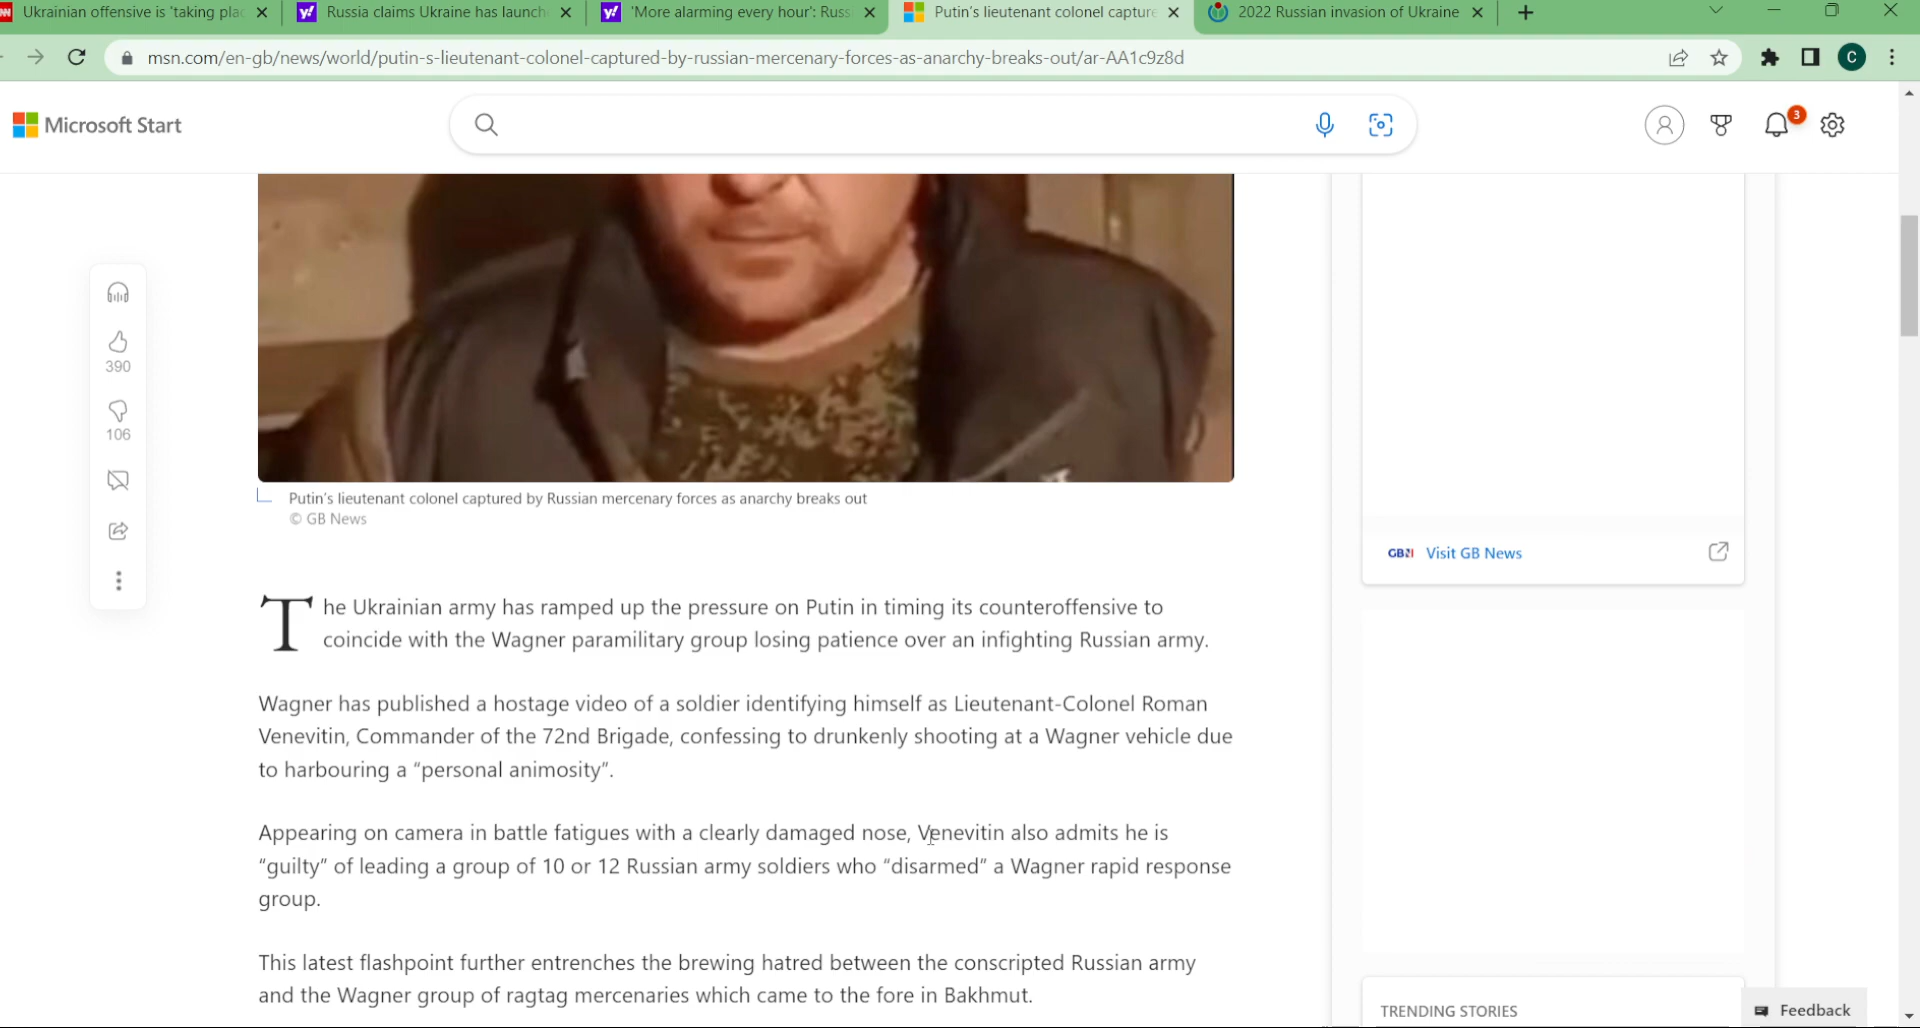 Ukrainian offensive is 'taking plac
Russia claims Ukraine has launch
'More alarming every hour': Russ
Putin's lieutenant colonel capture
2022 Russian invasion of Ukraine
msn.com/en-gb/news/world/putin-s-lieutenant-colonel-captured-by-russian-mercenary-forces-as-anarchy-breaks-out/ar-AA1c9z8d
C
Microsoft Start
3
390
106
Putin's lieutenant colonel captured by Russian mercenary forces as anarchy breaks out
© GB News
GBN Visit GB News
The Ukrainian army has ramped up the pressure on Putin in timing its counteroffensive to
coincide with the Wagner paramilitary group losing patience over an infighting Russian army.
Wagner has published a hostage video of a soldier identifying himself as Lieutenant-Colonel Roman
Venevitin, Commander of the 72nd Brigade, confessing to drunkenly shooting at a Wagner vehicle due
to harbouring a “personal animosity”.
Appearing on camera in battle fatigues with a clearly damaged nose, Venevitin also admits he is
“guilty” of leading a group of 10 or 12 Russian army soldiers who “disarmed” a Wagner rapid response
group.
This latest flashpoint further entrenches the brewing hatred between the conscripted Russian army
and the Wagner group of ragtag mercenaries which came to the fore in Bakhmut.
TRENDING STORIES
Feedback